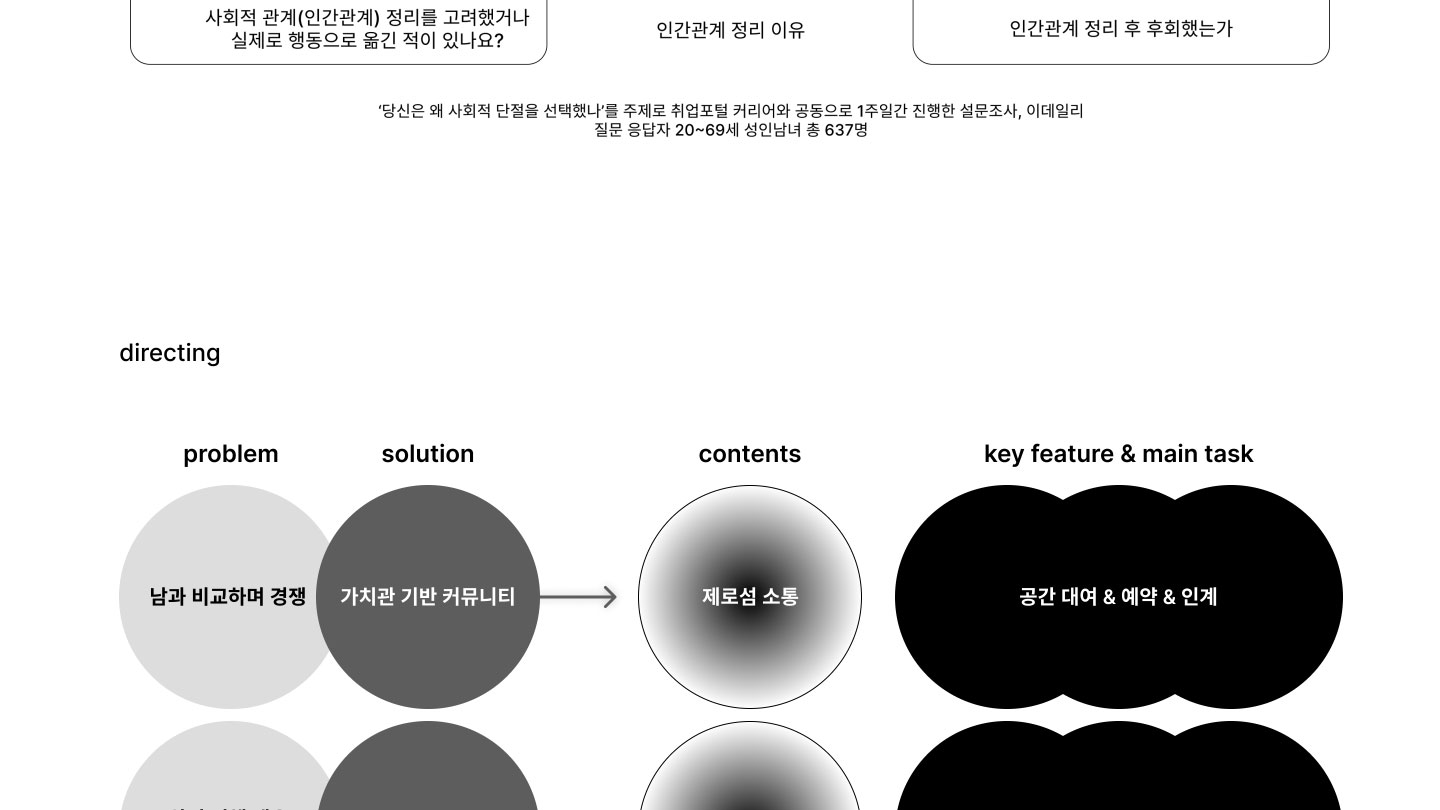 사회적 관계(인간관계) 정리를 고려했거나
실제로 행동으로 옮긴 적이 있나요?
인간관계 정리 이유
인간관계 정리 후 후회했는가
‘당신은 왜 사회적 단절을 선택했나’를 주제로 취업포털 커리어와 공동으로 1주일간 진행한 설문조사, 이데일리
질문 응답자 20~69세 성인남녀 총 637명
directing
problem
solution
contents
key feature & main task
남과 비교하며 경쟁
가치관 기반 커뮤니티
제로섬 소통
공간 대여 & 예약 & 인계